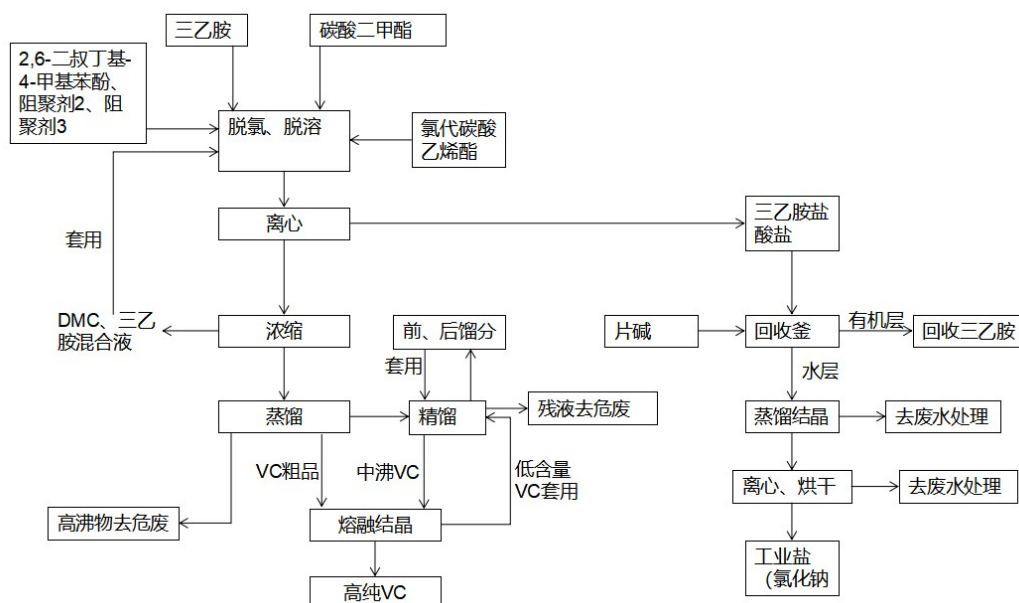 三乙胺
碳酸二甲酯
2,6-二叔丁基-
4-甲基苯酚、
阻聚剂2、阻
聚剂3
脱氯、脱溶
氯代碳酸
乙烯酯
离心
三乙胺盐
酸盐
套用
DMC、三乙
胺混合液
浓缩
前、后馏分
片碱
回收釜
有机层
回收三乙胺
套用
水层
蒸馏
精馏
残液去危废
蒸馏结晶
去废水处理
VC粗品
中沸VC
低含量
VC套用
离心、烘干
去废水处理
高沸物去危废
熔融结晶
工业盐
（氯化钠
高纯VC